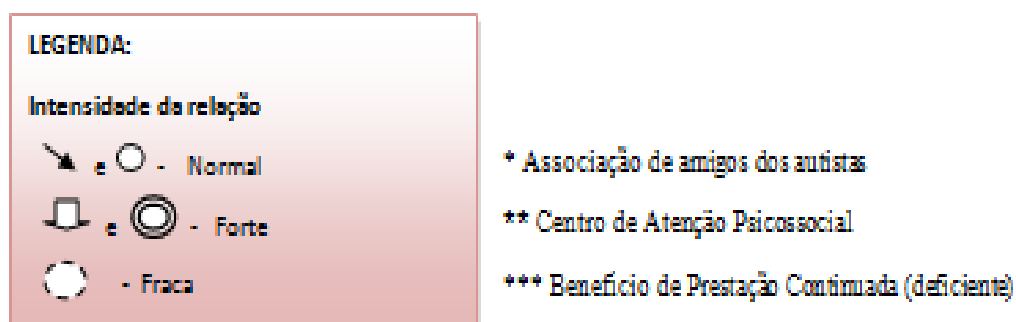 LEGENDA:
Intensidade da relação
e - Normal
e - Forte
- Fraca
* Associação de amigos dos autistas
** Centro de Atenção Psicossocial
*** Benefício de Prestação Continuada (deficiente)